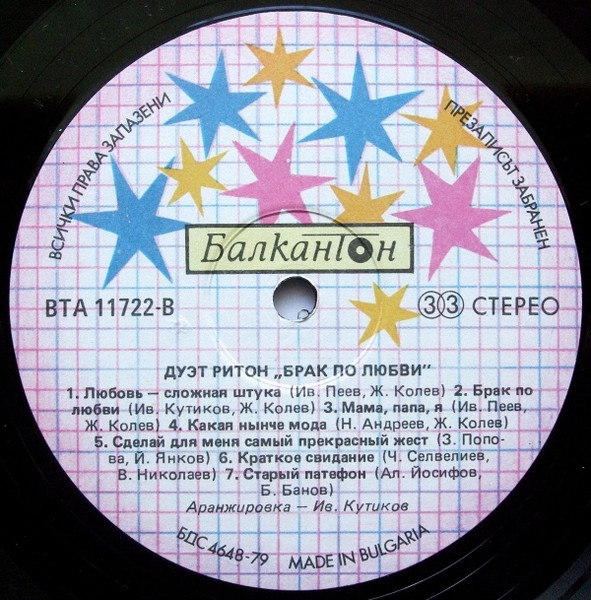 ВСИЧКИ ПРАВА ЗАПАЗЕНИ
ПРЕЗАПИСЪТ ЗАБРАНЕН
Балкантон
ВТА 11722-В
33 СТЕРЕО
ДУЭТ РИТОН „БРАК ПО ЛЮБВИ"
1. Любовь — сложная штука (Ив. Пеев, Ж. Колев) 2. Брак по
любви (Ив. Кутиков, Ж. Колев) 3. Мама, папа, я (Ив. Пеев,
Ж. Колев) 4. Какая нынче мода (Н. Андреев, Ж. Колев)
5. Сделай для меня самый прекрасный жест (З. Попо-
ва, Й. Янков) 6. Краткое свидание (Ч. Селвелиев,
В. Николаев) 7. Старый патефон (Ал. Йосифов,
Б. Банов)
Аранжировка — Ив. Кутиков
БДС 4648-79 MADE IN BULGARIA